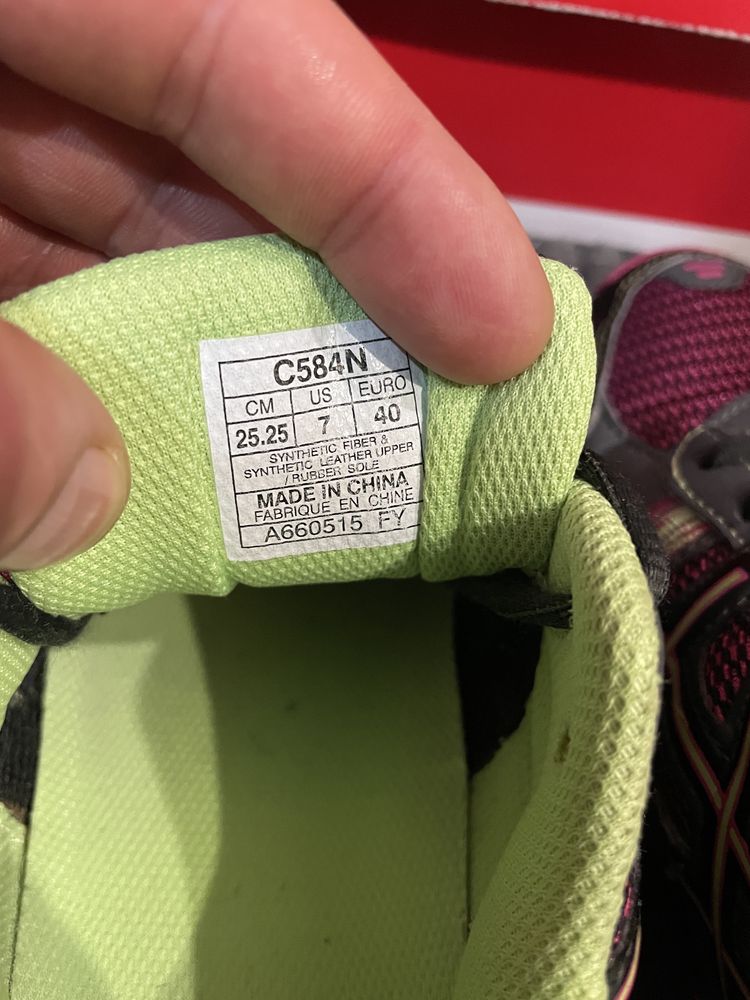 C584N
CM US EURO
25.25 7 40
SYNTHETIC FIBER &
SYNTHETIC LEATHER UPPER
/ RUBBER SOLE
MADE IN CHINA
FABRIQUE EN CHINE
A660515 FY